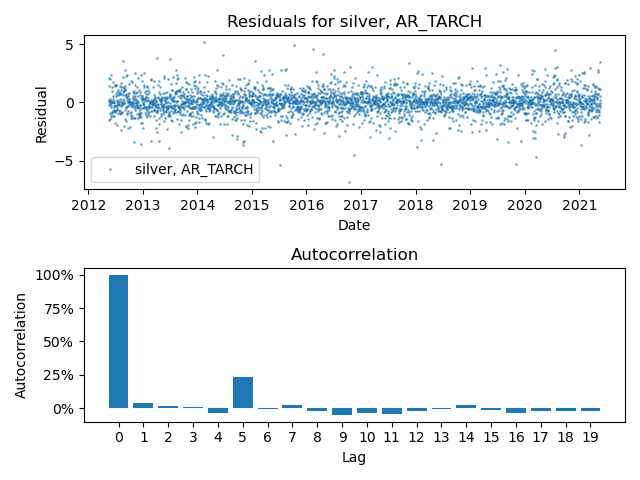 Residuals for silver, AR_TARCH
5
0
−5
Residual
silver, AR_TARCH
2012 2013 2014 2015 2016 2017 2018 2019 2020 2021
Date
Autocorrelation
100%
75%
50%
25%
0%
Autocorrelation
0 1 2 3 4 5 6 7 8 9 10 11 12 13 14 15 16 17 18 19
Lag